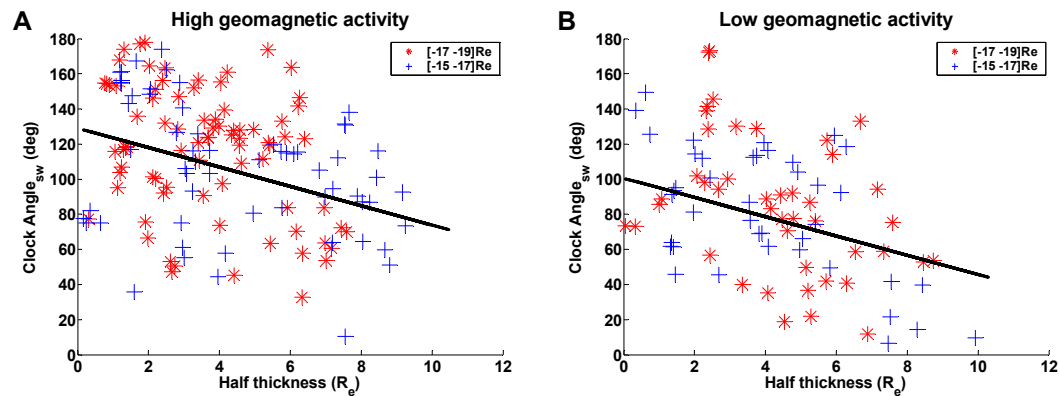 A
High geomagnetic activity
[-17 -19]Re
[-15 -17]Re
Clock Angle_sw (deg)
180
160
140
120
100
80
60
40
20
0
0 2 4 6 8 10 12
Half thickness (R_e)
B
Low geomagnetic activity
[-17 -19]Re
[-15 -17]Re
Clock Angle_sw (deg)
180
160
140
120
100
80
60
40
20
0
0 2 4 6 8 10 12
Half thickness (R_e)